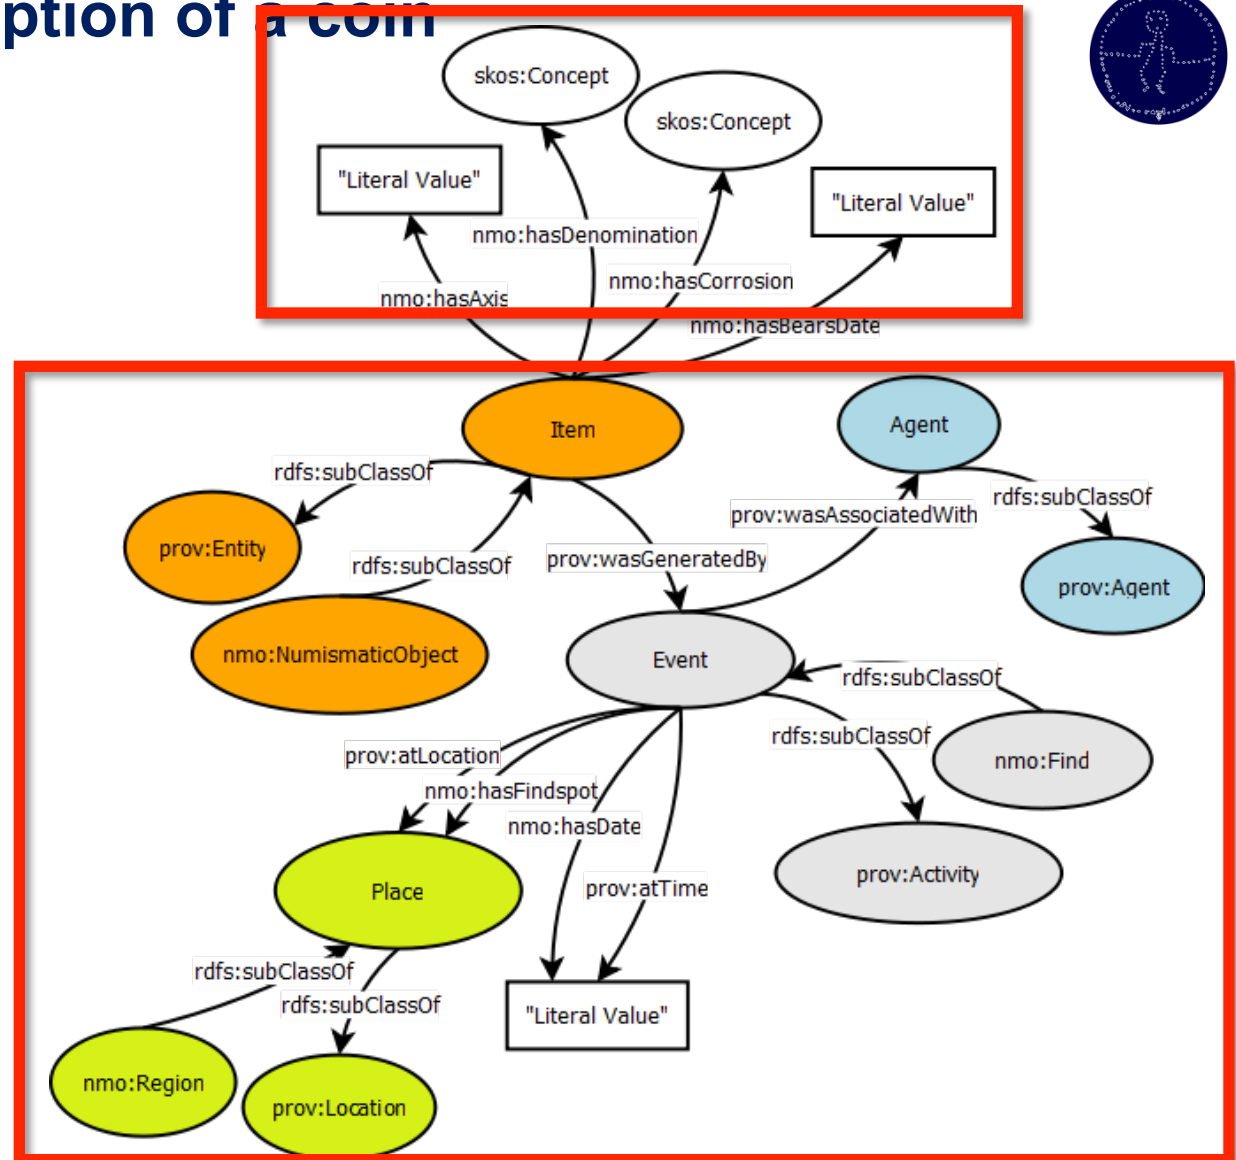 ption of a coin
skos:Concept
skos:Concept
"Literal Value"
"Literal Value"
nmo:hasDenomination
nmo:hasCorrosion
nmo:hasAxis
nmo:hasBearsDate
Item
Agent
rdfs:subClassOf
rdfs:subClassOf
prov:wasAssociatedWith
prov:Entity
rdfs:subClassOf
prov:wasGeneratedBy
prov:Agent
nmo:NumismaticObject
Event
rdfs:subClassOf
rdfs:subClassOf
prov:atLocation
nmo:Find
nmo:hasFindspot
nmo:hasDate
prov:Activity
Place
prov:atTime
rdfs:subClassOf
rdfs:subClassOf
"Literal Value"
nmo:Region
prov:Location